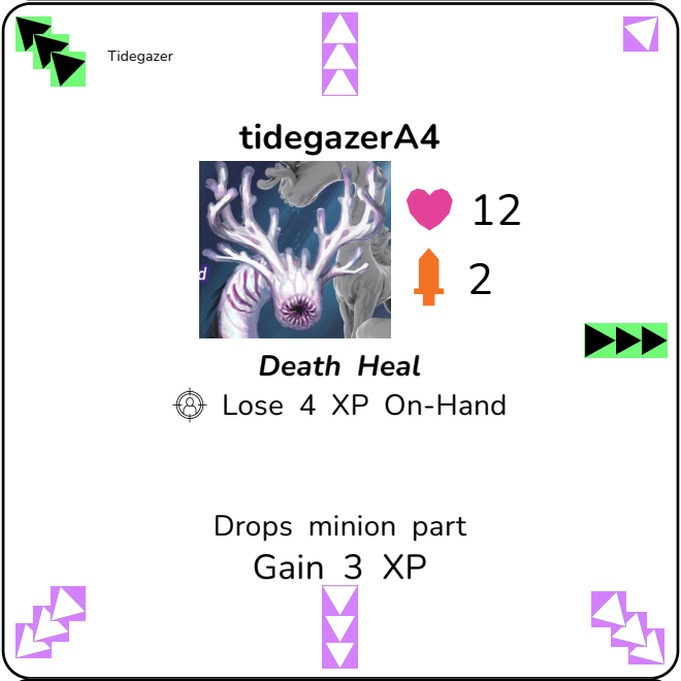 Tidegazer
tidegazerA4
d
12
2
Death Heal
Lose 4 XP On-Hand
Drops minion part
Gain 3 XP